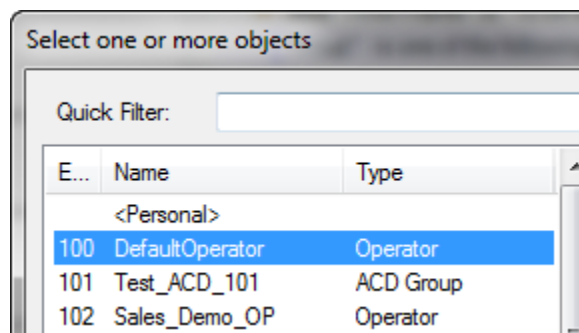 Select one or more objects
Quick Filter:
E... Name Type
<Personal>
100 DefaultOperator Operator
101 Test_ACD_101 ACD Group
102 Sales_Demo_OP Operator